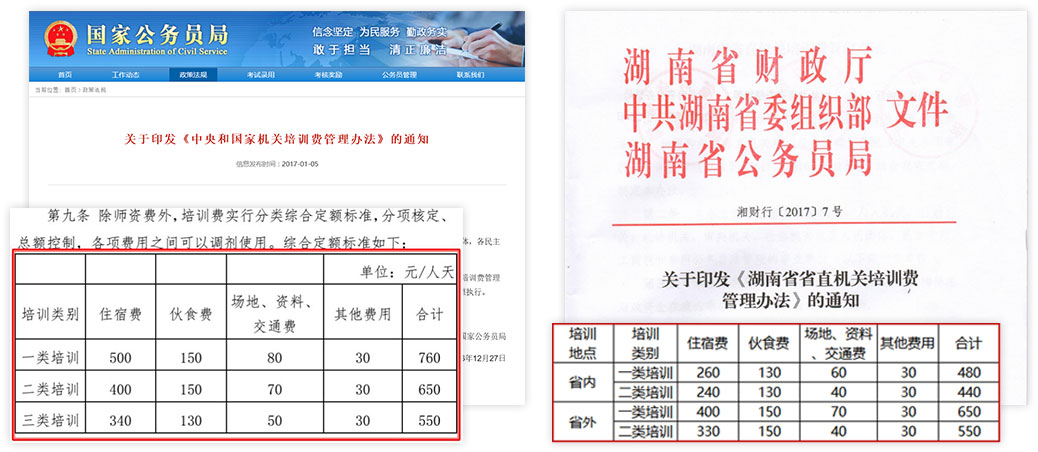 国家公务员局
State Administration of Civil Service
信念坚定 为民服务 勤政务实
敢于担当 清正廉洁
首页 工作动态 政策法规 考试录用 考核奖励 公务员管理 联系我们
当前位置：首页 > 政策法规
关于印发《中央和国家机关培训费管理办法》的通知
信息发布时间：2017-01-05
第九条 除师资费外，培训费实行分类综合定额标准，分项核定、
总额控制，各项费用之间可以调剂使用。综合定额标准如下：
体，各民主
培训费管理
执行。
国家公务员局
年12月27日
单位：元/人天
培训类别 住宿费 伙食费 场地、资料、交通费 其他费用 合计
一类培训 500 150 80 30 760
二类培训 400 150 70 30 650
三类培训 340 130 50 30 550
湖南省财政厅
中共湖南省委组织部 文件
湖南省公务员局
湘财行〔2017〕7号
关于印发《湖南省省直机关培训费
管理办法》的通知
培训地点 培训类别 住宿费 伙食费 场地、资料、交通费 其他费用 合计
省内 一类培训 260 130 60 30 480
二类培训 240 130 40 30 440
省外 一类培训 400 150 70 30 650
二类培训 330 150 40 30 550